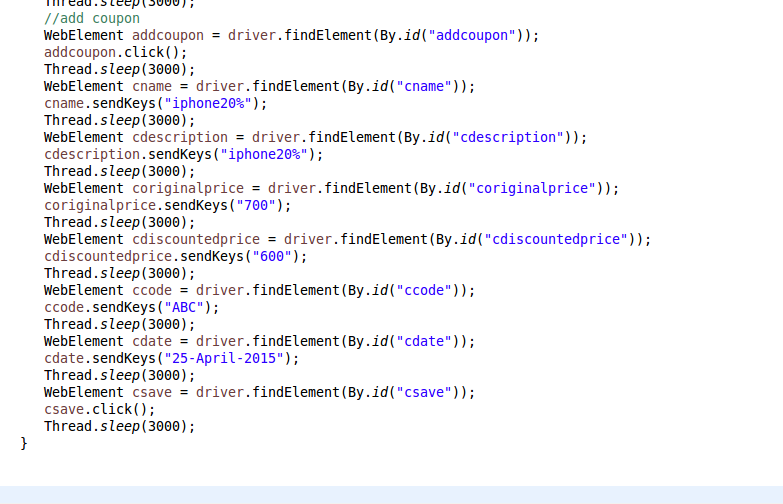 Thread.sleep(3000);
//add coupon
WebElement addcoupon = driver.findElement(By.id("addcoupon"));
addcoupon.click();
Thread.sleep(3000);
WebElement cname = driver.findElement(By.id("cname"));
cname.sendKeys("iphone20%");
Thread.sleep(3000);
WebElement cdescription = driver.findElement(By.id("cdescription"));
cdescription.sendKeys("iphone20%");
Thread.sleep(3000);
WebElement coriginalprice = driver.findElement(By.id("coriginalprice"));
coriginalprice.sendKeys("700");
Thread.sleep(3000);
WebElement cdiscountedprice = driver.findElement(By.id("cdiscountedprice"));
cdiscountedprice.sendKeys("600");
Thread.sleep(3000);
WebElement ccode = driver.findElement(By.id("ccode"));
ccode.sendKeys("ABC");
Thread.sleep(3000);
WebElement cdate = driver.findElement(By.id("cdate"));
cdate.sendKeys("25-April-2015");
Thread.sleep(3000);
WebElement csave = driver.findElement(By.id("csave"));
csave.click();
Thread.sleep(3000);
}